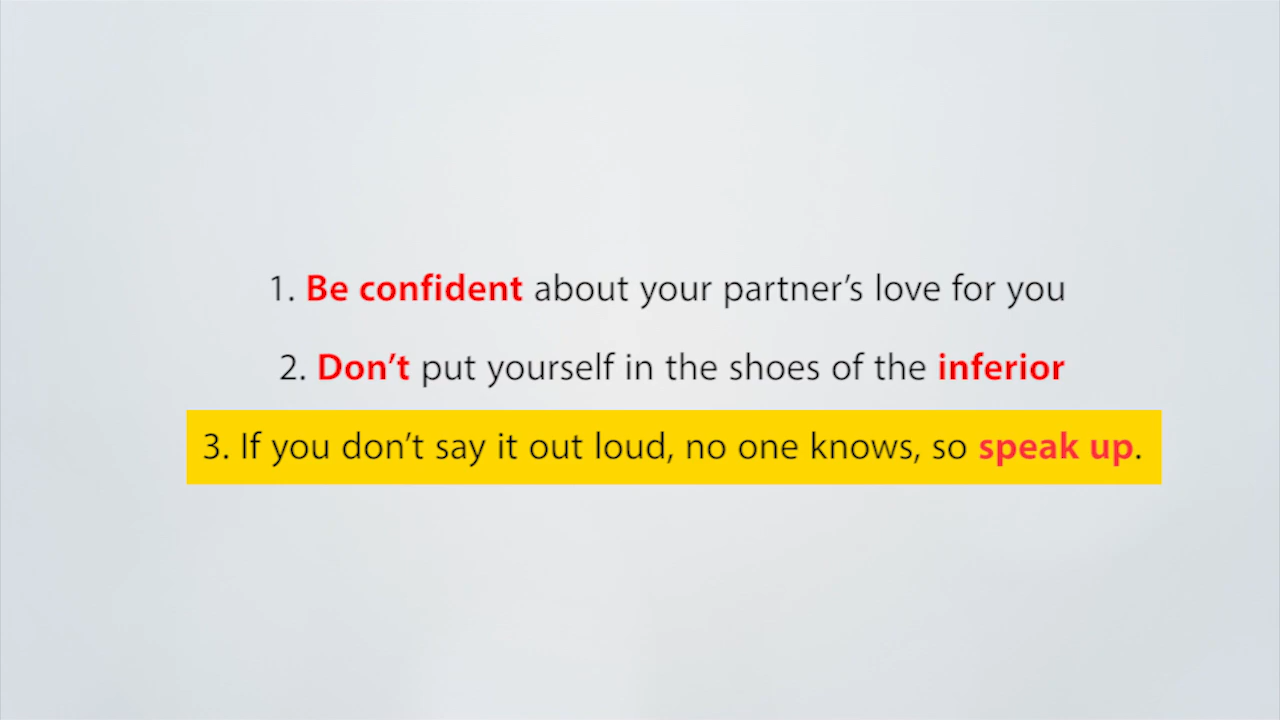 1. Be confident about your partner’s love for you
2. Don’t put yourself in the shoes of the inferior
3. If you don’t say it out loud, no one knows, so speak up.